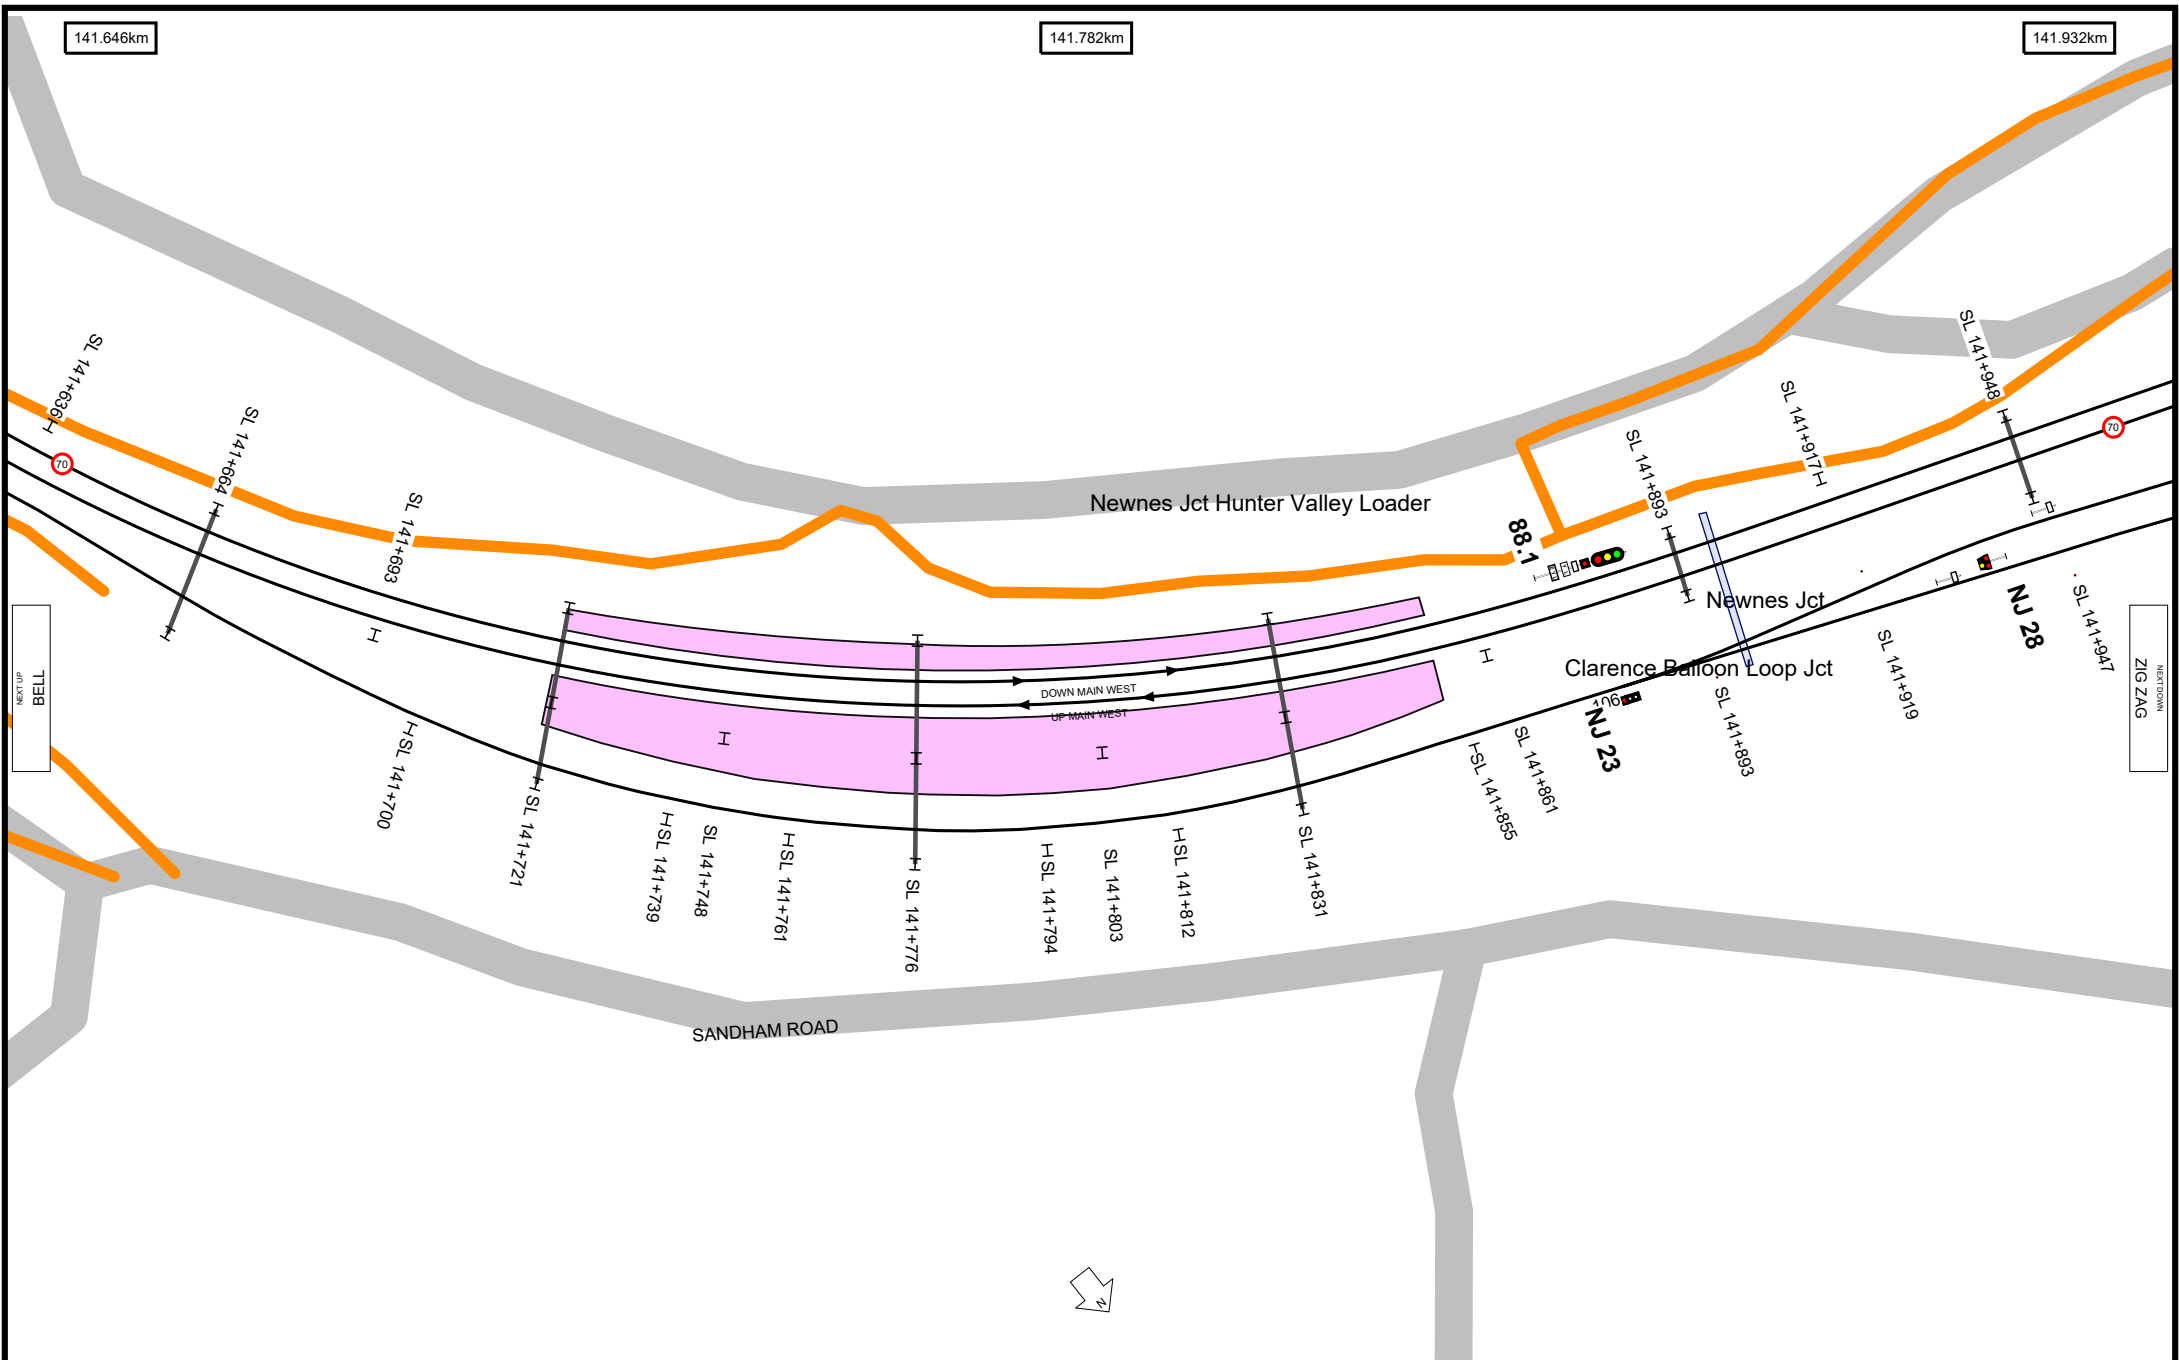 141.646km
141.782km
141.932km
SL 141+636
SL 141+664
SL 141+693
SL 141+948
SL 141+917
SL 141+893
70
70
Newnes Jct Hunter Valley Loader
88.1
Newnes Jct
NJ 28
SL 141+947
Clarence Balloon Loop Jct
SL 141+919
DOWN MAIN WEST
UP MAIN WEST
NEXT UP
BELL
ZIG ZAG
NEXT DOWN
106
NJ 23
SL 141+893
SL 141+700
SL 141+721
SL 141+739
SL 141+748
SL 141+761
SL 141+776
SL 141+794
SL 141+803
SL 141+812
SL 141+831
SL 141+855
SL 141+861
SANDHAM ROAD
N